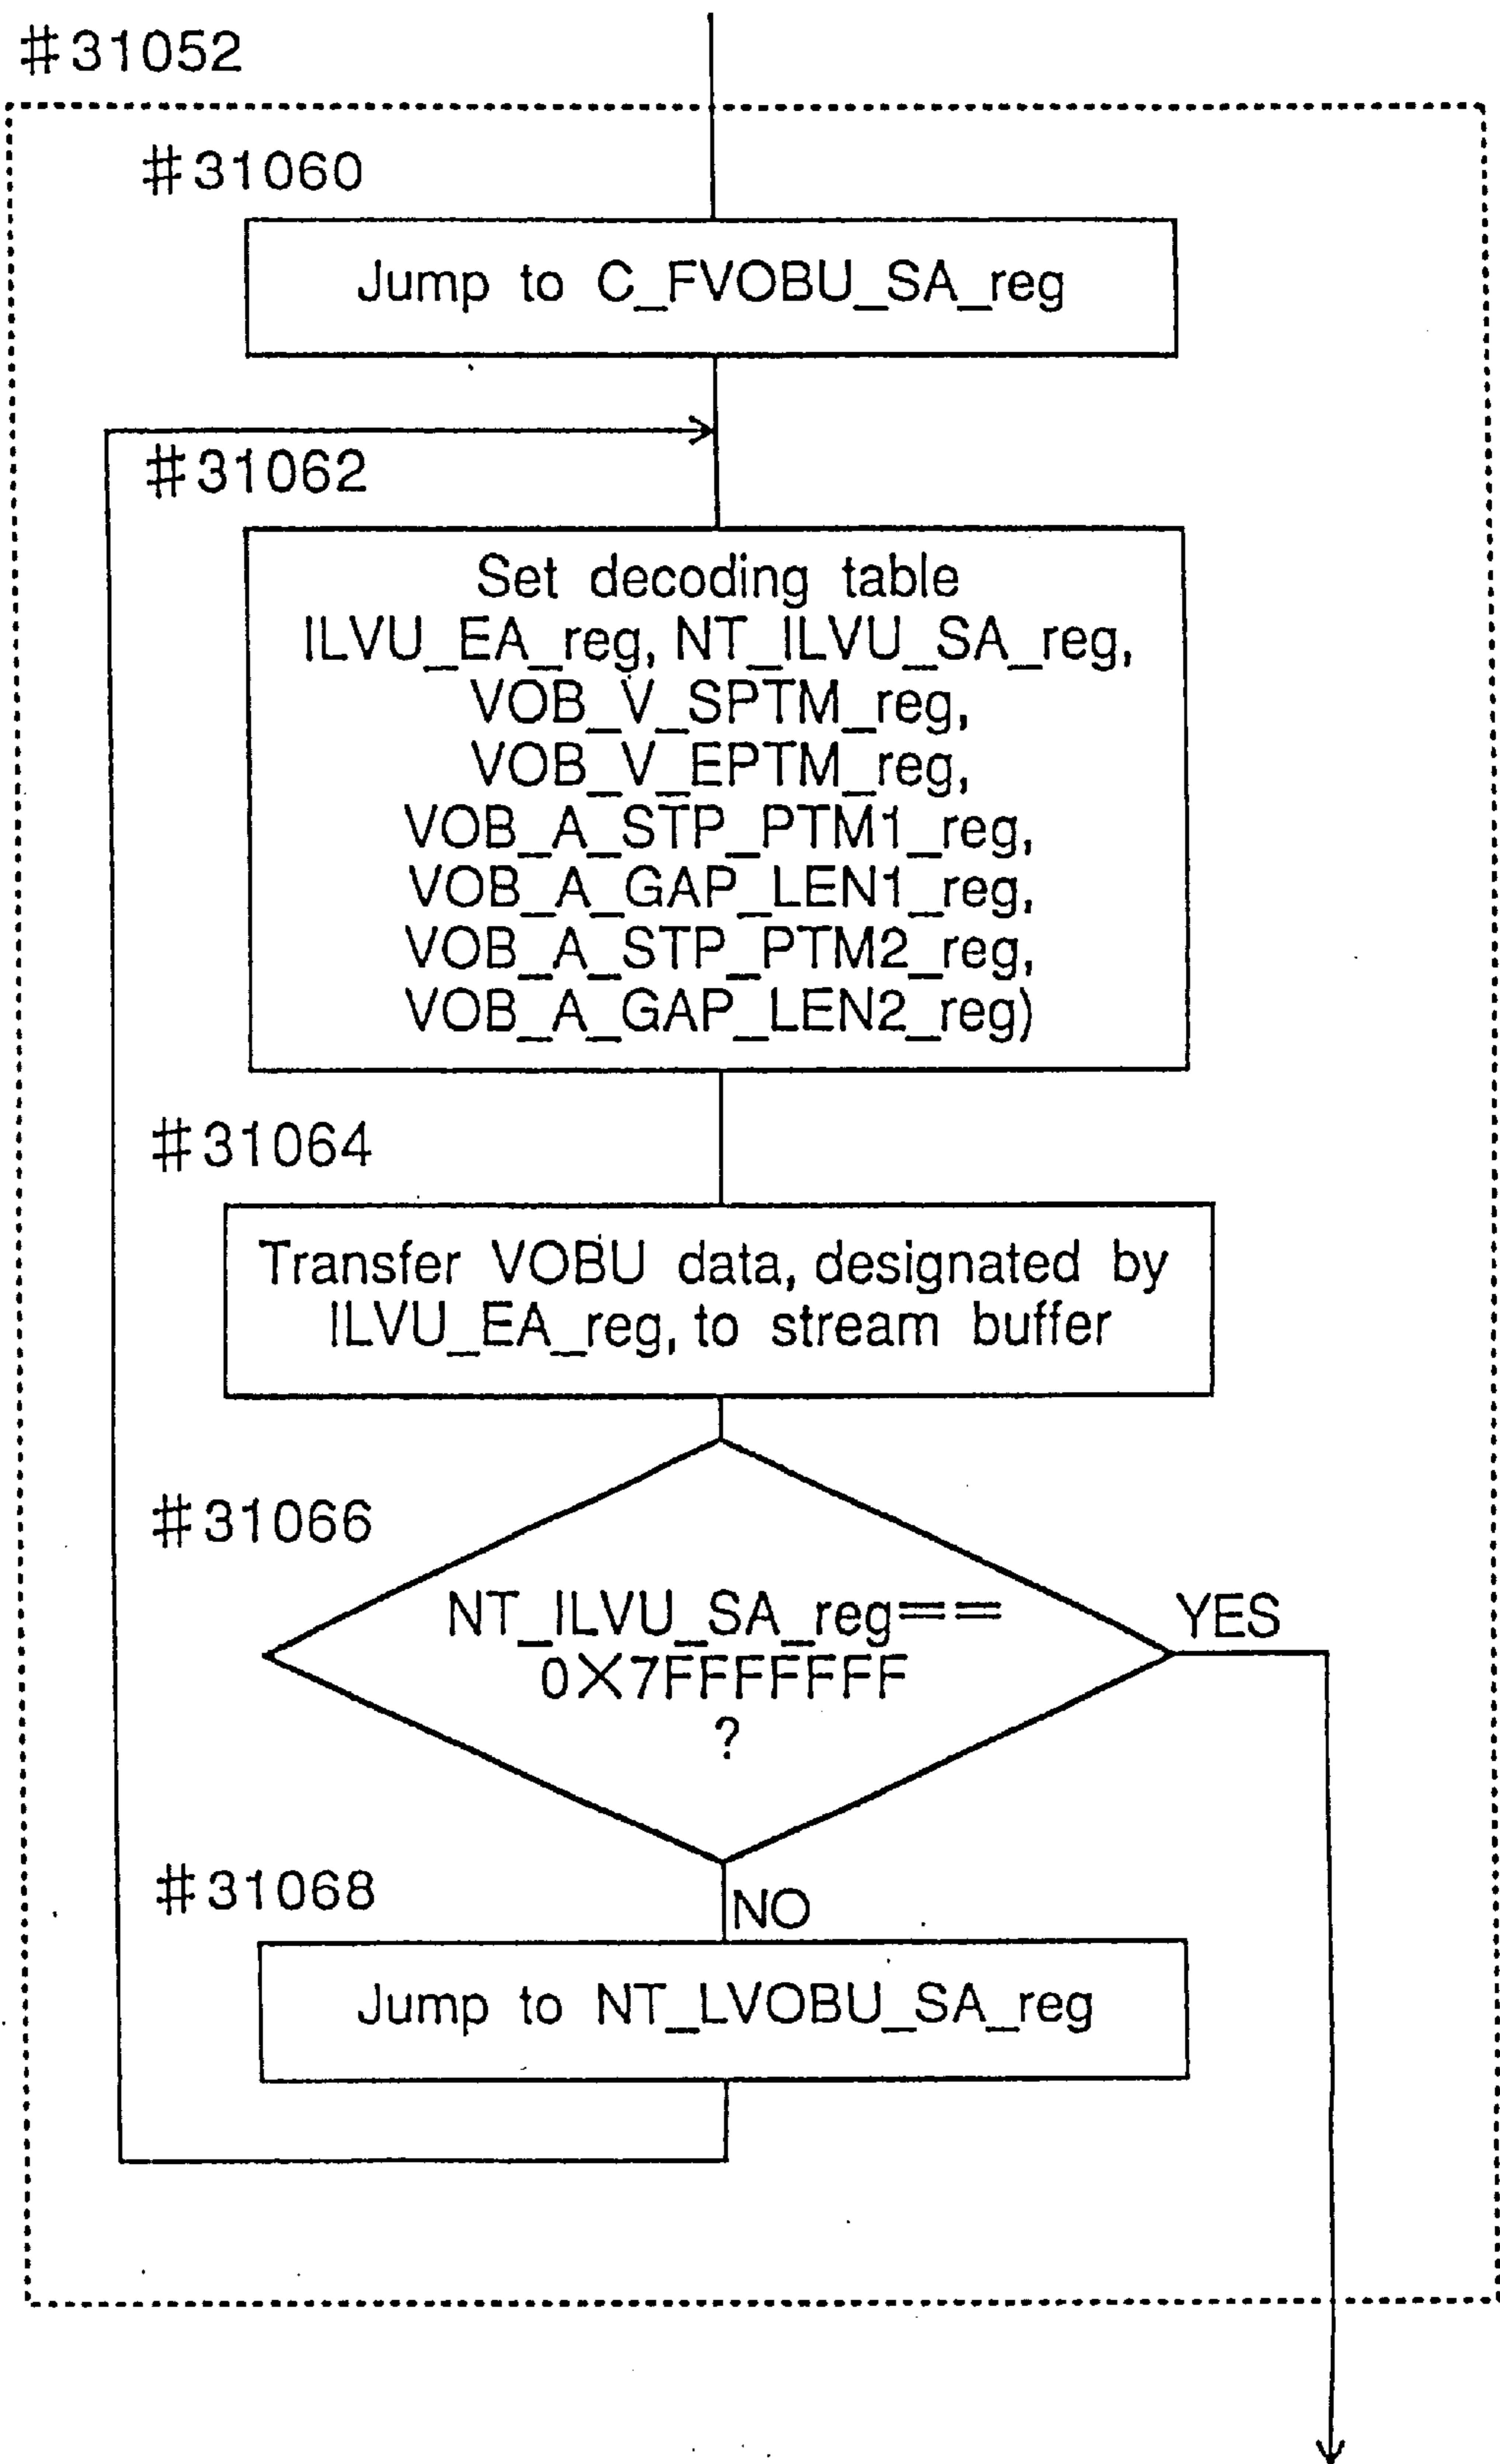 #31052
#31060
Jump to C_FVOBU_SA_reg
#31062
Set decoding table
ILVU_EA_reg, NT_ILVU_SA_reg,
VOB_V_SPTM_reg,
VOB_V_EPTM_reg,
VOB_A_STP_PTM1_reg,
VOB_A_GAP_LEN1_reg,
VOB_A_STP_PTM2_reg,
VOB_A_GAP_LEN2_reg)
#31064
Transfer VOBU data, designated by
ILVU_EA_reg, to stream buffer
#31066
NT_ILVU_SA_reg==
0X7FFFFFFF
?
YES
#31068
NO
Jump to NT_LVOBU_SA_reg